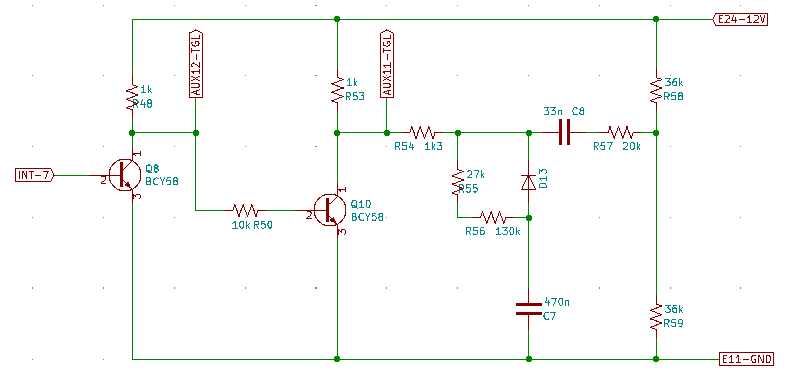 E24-12V
AUX12-TGL
AUX11-TGL
1k
R48
1k
R53
36k
R58
33n C8
R54 1k3
R57 20k
1
Q8
BCY58
INT-7
2
3
27k
R55
D13
1
Q10
BCY58
2
3
10k R50
R56 130k
470n
C7
36k
R59
E11-GND